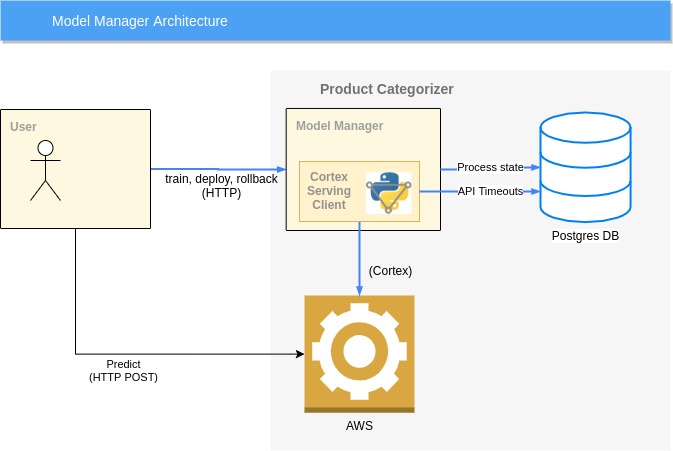 Model Manager Architecture
Product Categorizer
User
Model Manager
train, deploy, rollback
(HTTP)
Cortex
Serving
Client
Process state
API Timeouts
Postgres DB
(Cortex)
Predict
(HTTP POST)
AWS